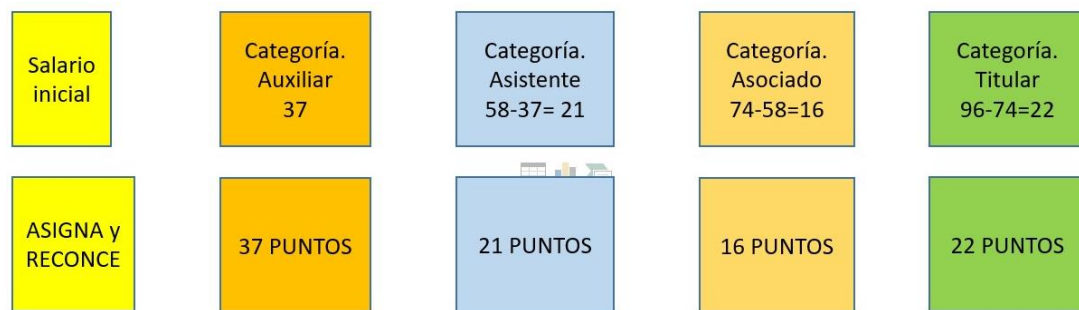 Salario
inicial
Categoría.
Auxiliar
37
Categoría.
Asistente
58-37= 21
Categoría.
Asociado
74-58=16
Categoría.
Titular
96-74=22
ASIGNA y
RECONCE
37 PUNTOS
21 PUNTOS
16 PUNTOS
22 PUNTOS